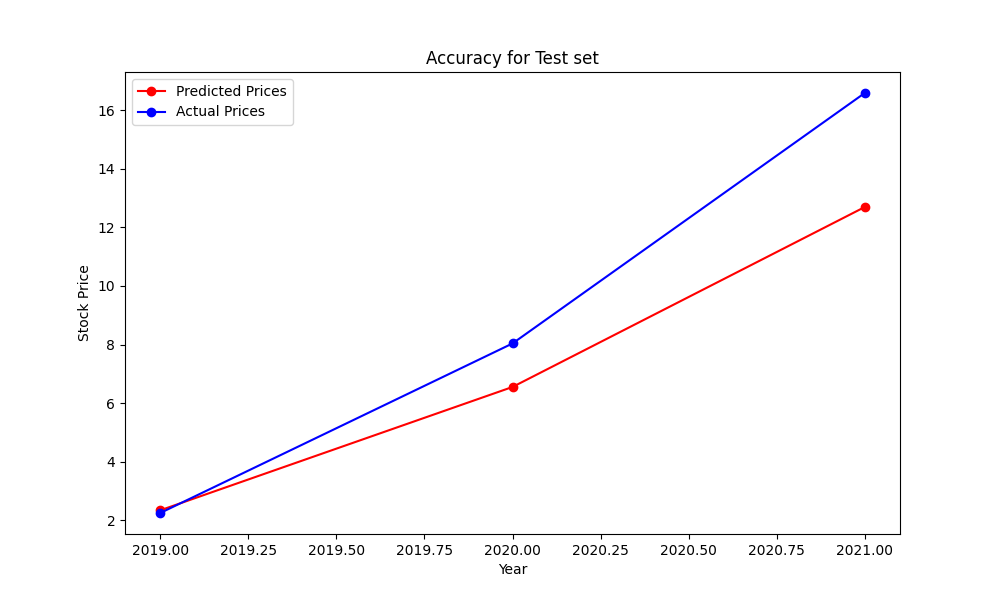 Accuracy for Test set
Predicted Prices
Actual Prices
Stock Price
16
14
12
10
8
6
4
2
2019.00 2019.25 2019.50 2019.75 2020.00 2020.25 2020.50 2020.75 2021.00
Year